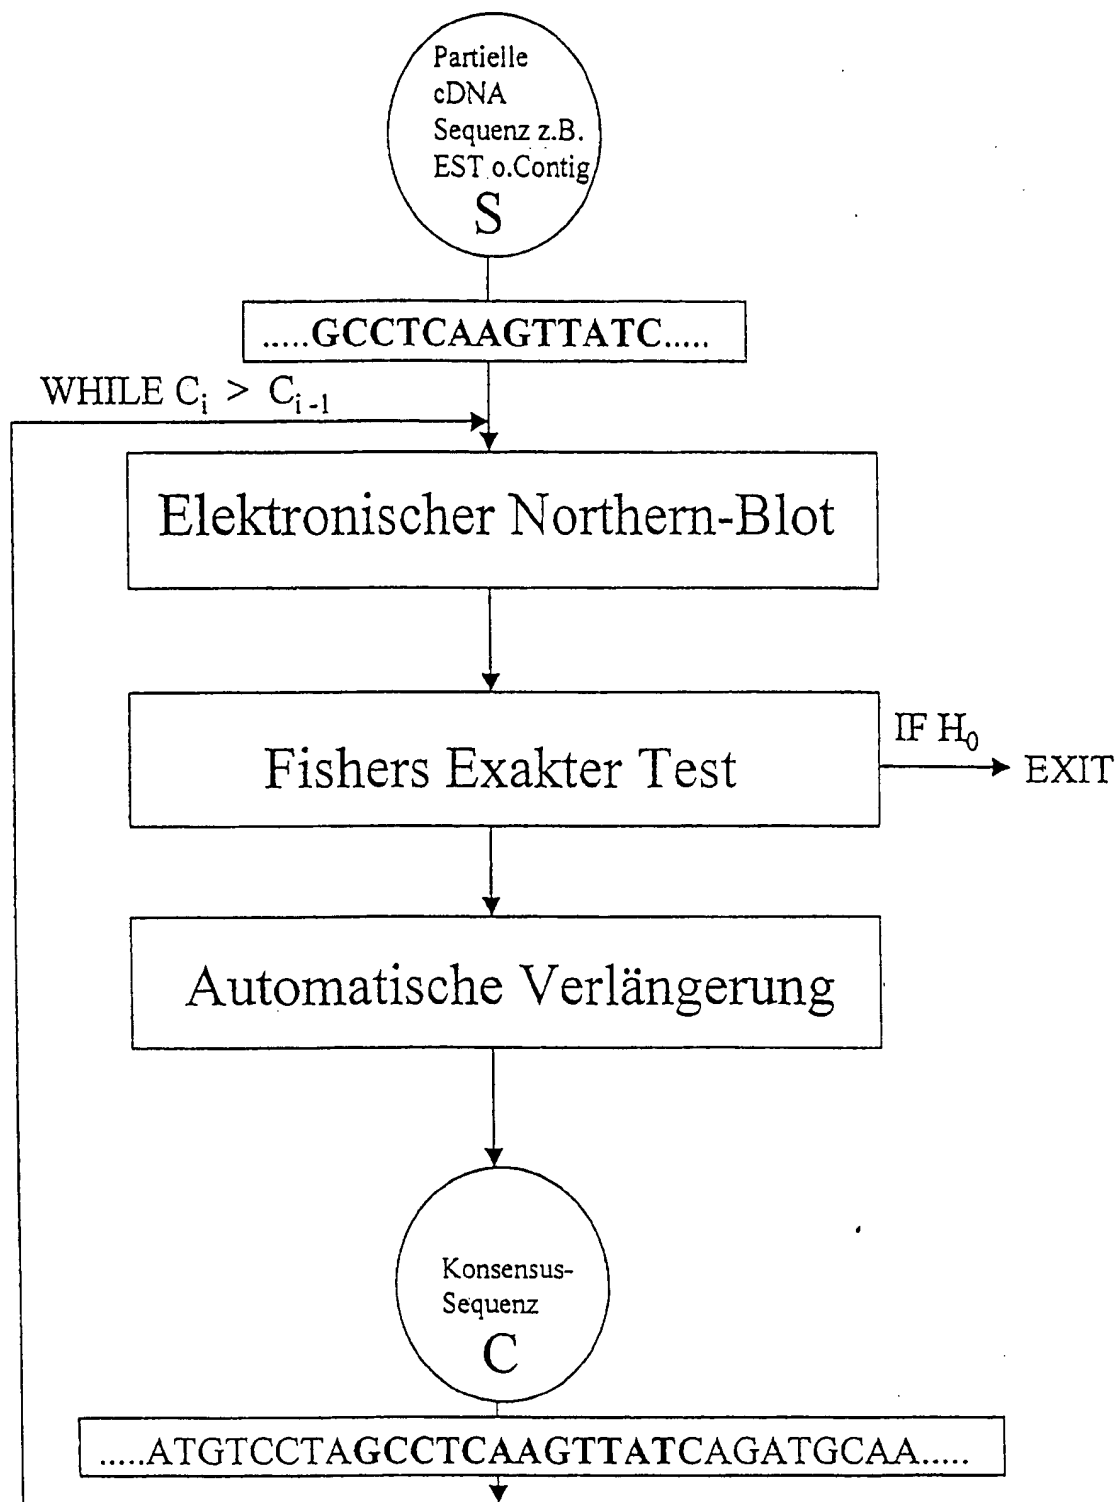 Partielle
cDNA
Sequenz z.B.
EST o.Contig
S
.....GCCTCAAGTTATC.....
WHILE Ci > Ci-1
Elektronischer Northern-Blot
Fishers Exakter Test
IF H0
EXIT
Automatische Verlängerung
Konsensus-
Sequenz
C
.....ATGTCCTAGCCTCAAGTTATCAGATGCAA.....